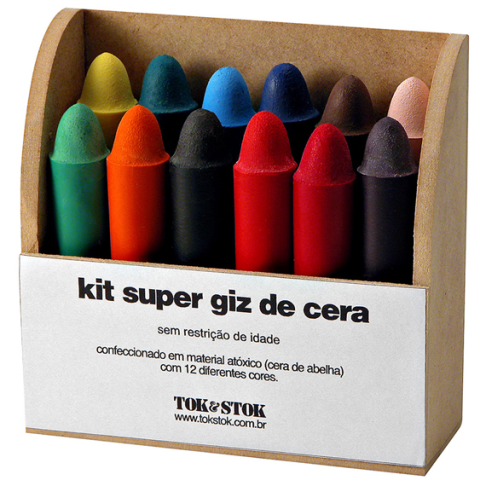 kit super giz de cera
sem restrição de idade
confeccionado em material atóxico (cera de abelha)
com 12 diferentes cores.
TOK&STOK
www.tokstok.com.br